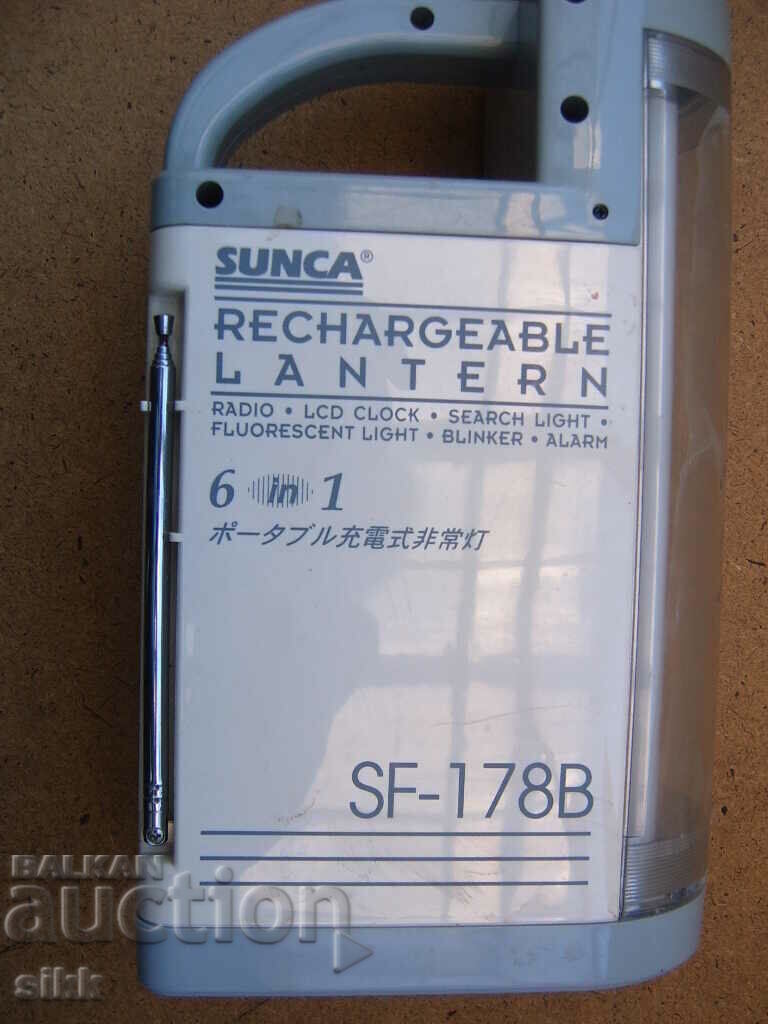 SUNCA®
RECHARGEABLE
LANTERN
RADIO • LCD CLOCK • SEARCH LIGHT •
FLUORESCENT LIGHT • BLINKER • ALARM
6 in 1
ポータブル充電式非常灯
SF-178B
BALKAN
auction
sikk